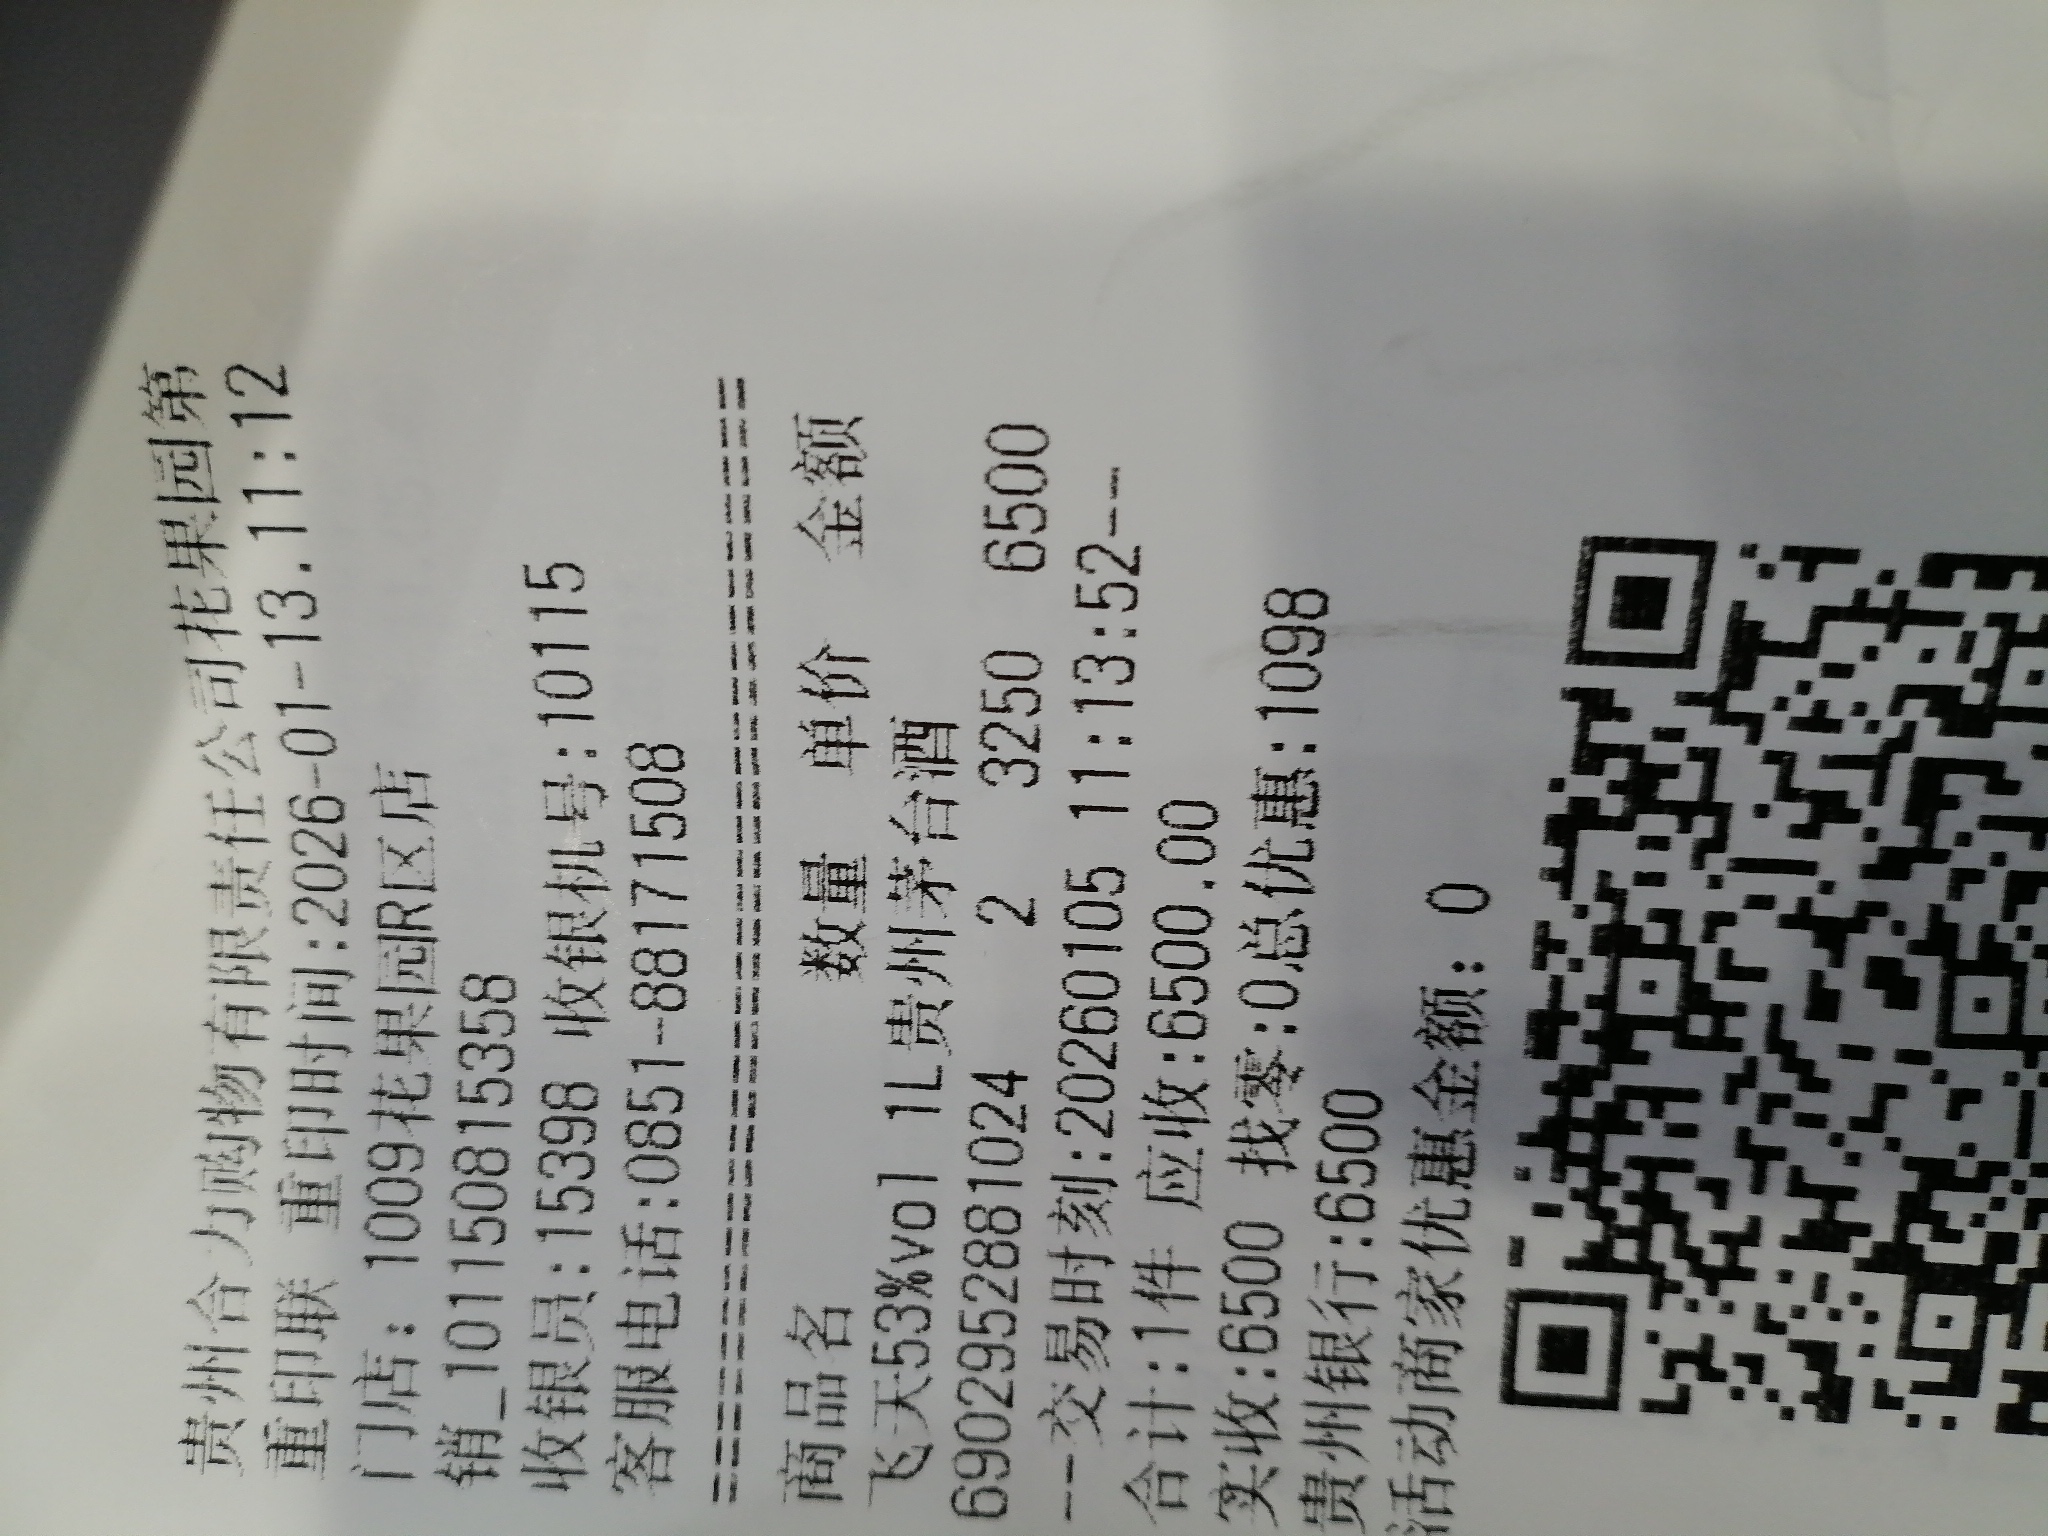 贵州合力购物有限责任公司花果园第
重印联 重印时间:2026-01-13.11:12
门店: 1009花果园R区店
销_1011508815358
收银员:15398 收银机号:10115
客服电话:0851-88171508
================================
商品名 数量 单价 金额
飞天53%vol 1L贵州茅台酒
6902952881024 2 3250 6500
--交易时刻:20260105 11:13:52--
合计:1件 应收:6500.00
实收:6500 找零:0总优惠:1098
贵州银行:6500
活动商家优惠金额: 0